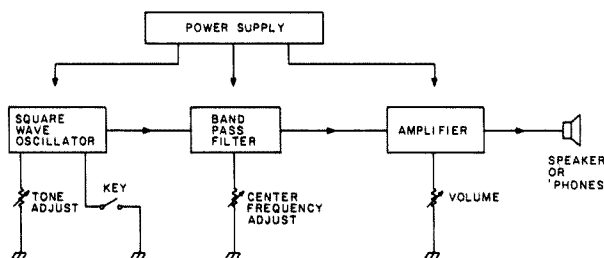 POWER SUPPLY
SQUARE
WAVE
OSCILLATOR
BAND
PASS
FILTER
AMPLIFIER
SPEAKER
OR
'PHONES
TONE
ADJUST
KEY
CENTER
FREQUENCY
ADJUST
VOLUME